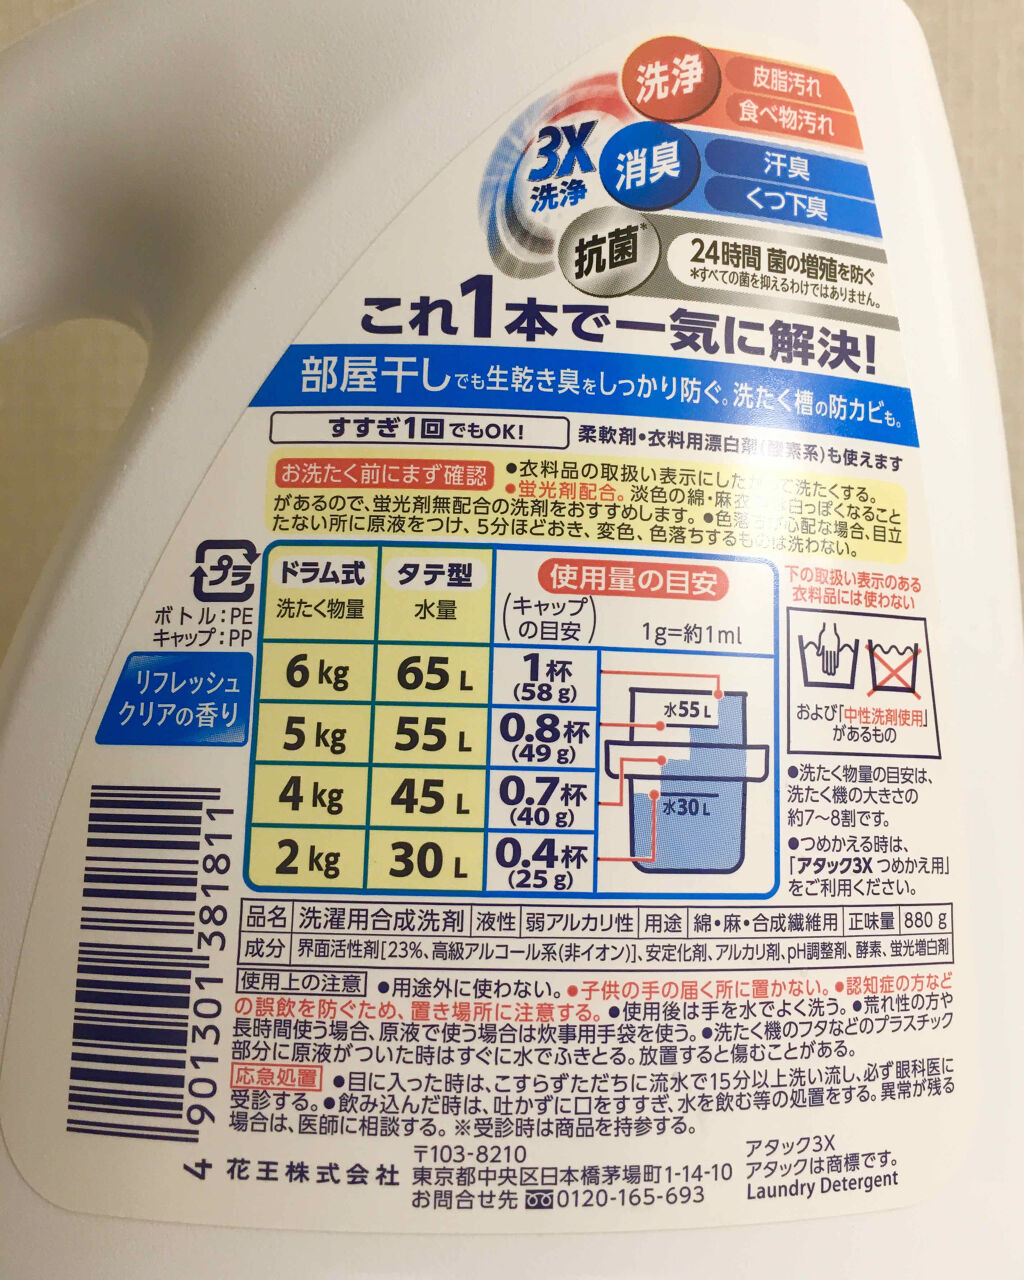 洗浄 皮脂汚れ
食べ物汚れ
3X
洗浄
消臭 汗臭
くつ下臭
抗菌* 24時間 菌の増殖を防ぐ
*すべての菌を抑えるわけではありません。
これ1本で一気に解決!
部屋干しでも生乾き臭をしっかり防ぐ。洗たく槽の防カビも。
すすぎ1回でもOK! 柔軟剤・衣料用漂白剤(酸素系)も使えます
お洗たく前にまず確認 ●衣料品の取扱い表示にした て洗たくする。
●蛍光剤配合。淡色の綿・麻 白っぽくなること
があるので、蛍光剤無配合の洗剤をおすすめします。●色落 心配な場合、目立
たない所に原液をつけ、5分ほどおき、変色、色落ちするものは洗わない。
プラ
ボトル:PE
キャップ:PP
リフレッシュ
クリアの香り
ドラム式 タテ型 使用量の目安
洗たく物量 水量 (キャップの目安) 1g=約1ml
6kg 65L 1杯(58g)
5kg 55L 0.8杯(49g)
4kg 45L 0.7杯(40g)
2kg 30L 0.4杯(25g)
水55L
水30L
下の取扱い表示のある
衣料品には使わない
および「中性洗剤使用」
があるもの
●洗たく物量の目安は、
洗たく機の大きさの
約7〜8割です。
●つめかえる時は、
「アタック3X つめかえ用」
をご利用ください。
品名 洗濯用合成洗剤 液性 弱アルカリ性 用途 綿・麻・合成繊維用 正味量 880g
成分 界面活性剤[23%、高級アルコール系(非イオン)]、安定化剤、アルカリ剤、pH調整剤、酵素、蛍光増白剤
使用上の注意 ●用途外に使わない。●子供の手の届く所に置かない。●認知症の方など
の誤飲を防ぐため、置き場所に注意する。●使用後は手を水でよく洗う。●荒れ性の方や
長時間使う場合、原液で使う場合は炊事用手袋を使う。●洗たく機のフタなどのプラスチック
部分に原液がついた時はすぐに水でふきとる。放置すると傷むことがある。
応急処置 ●目に入った時は、こすらずただちに流水で15分以上洗い流し、必ず眼科医に
受診する。●飲み込んだ時は、吐かずに口をすすぎ、水を飲む等の処置をする。異常が残る
場合は、医師に相談する。※受診時は商品を持参する。
4 901301 381811
花王株式会社
〒103-8210
東京都中央区日本橋茅場町1-14-10
お問合せ先 0120-165-693
アタック3X
アタックは商標です。
Laundry Detergent